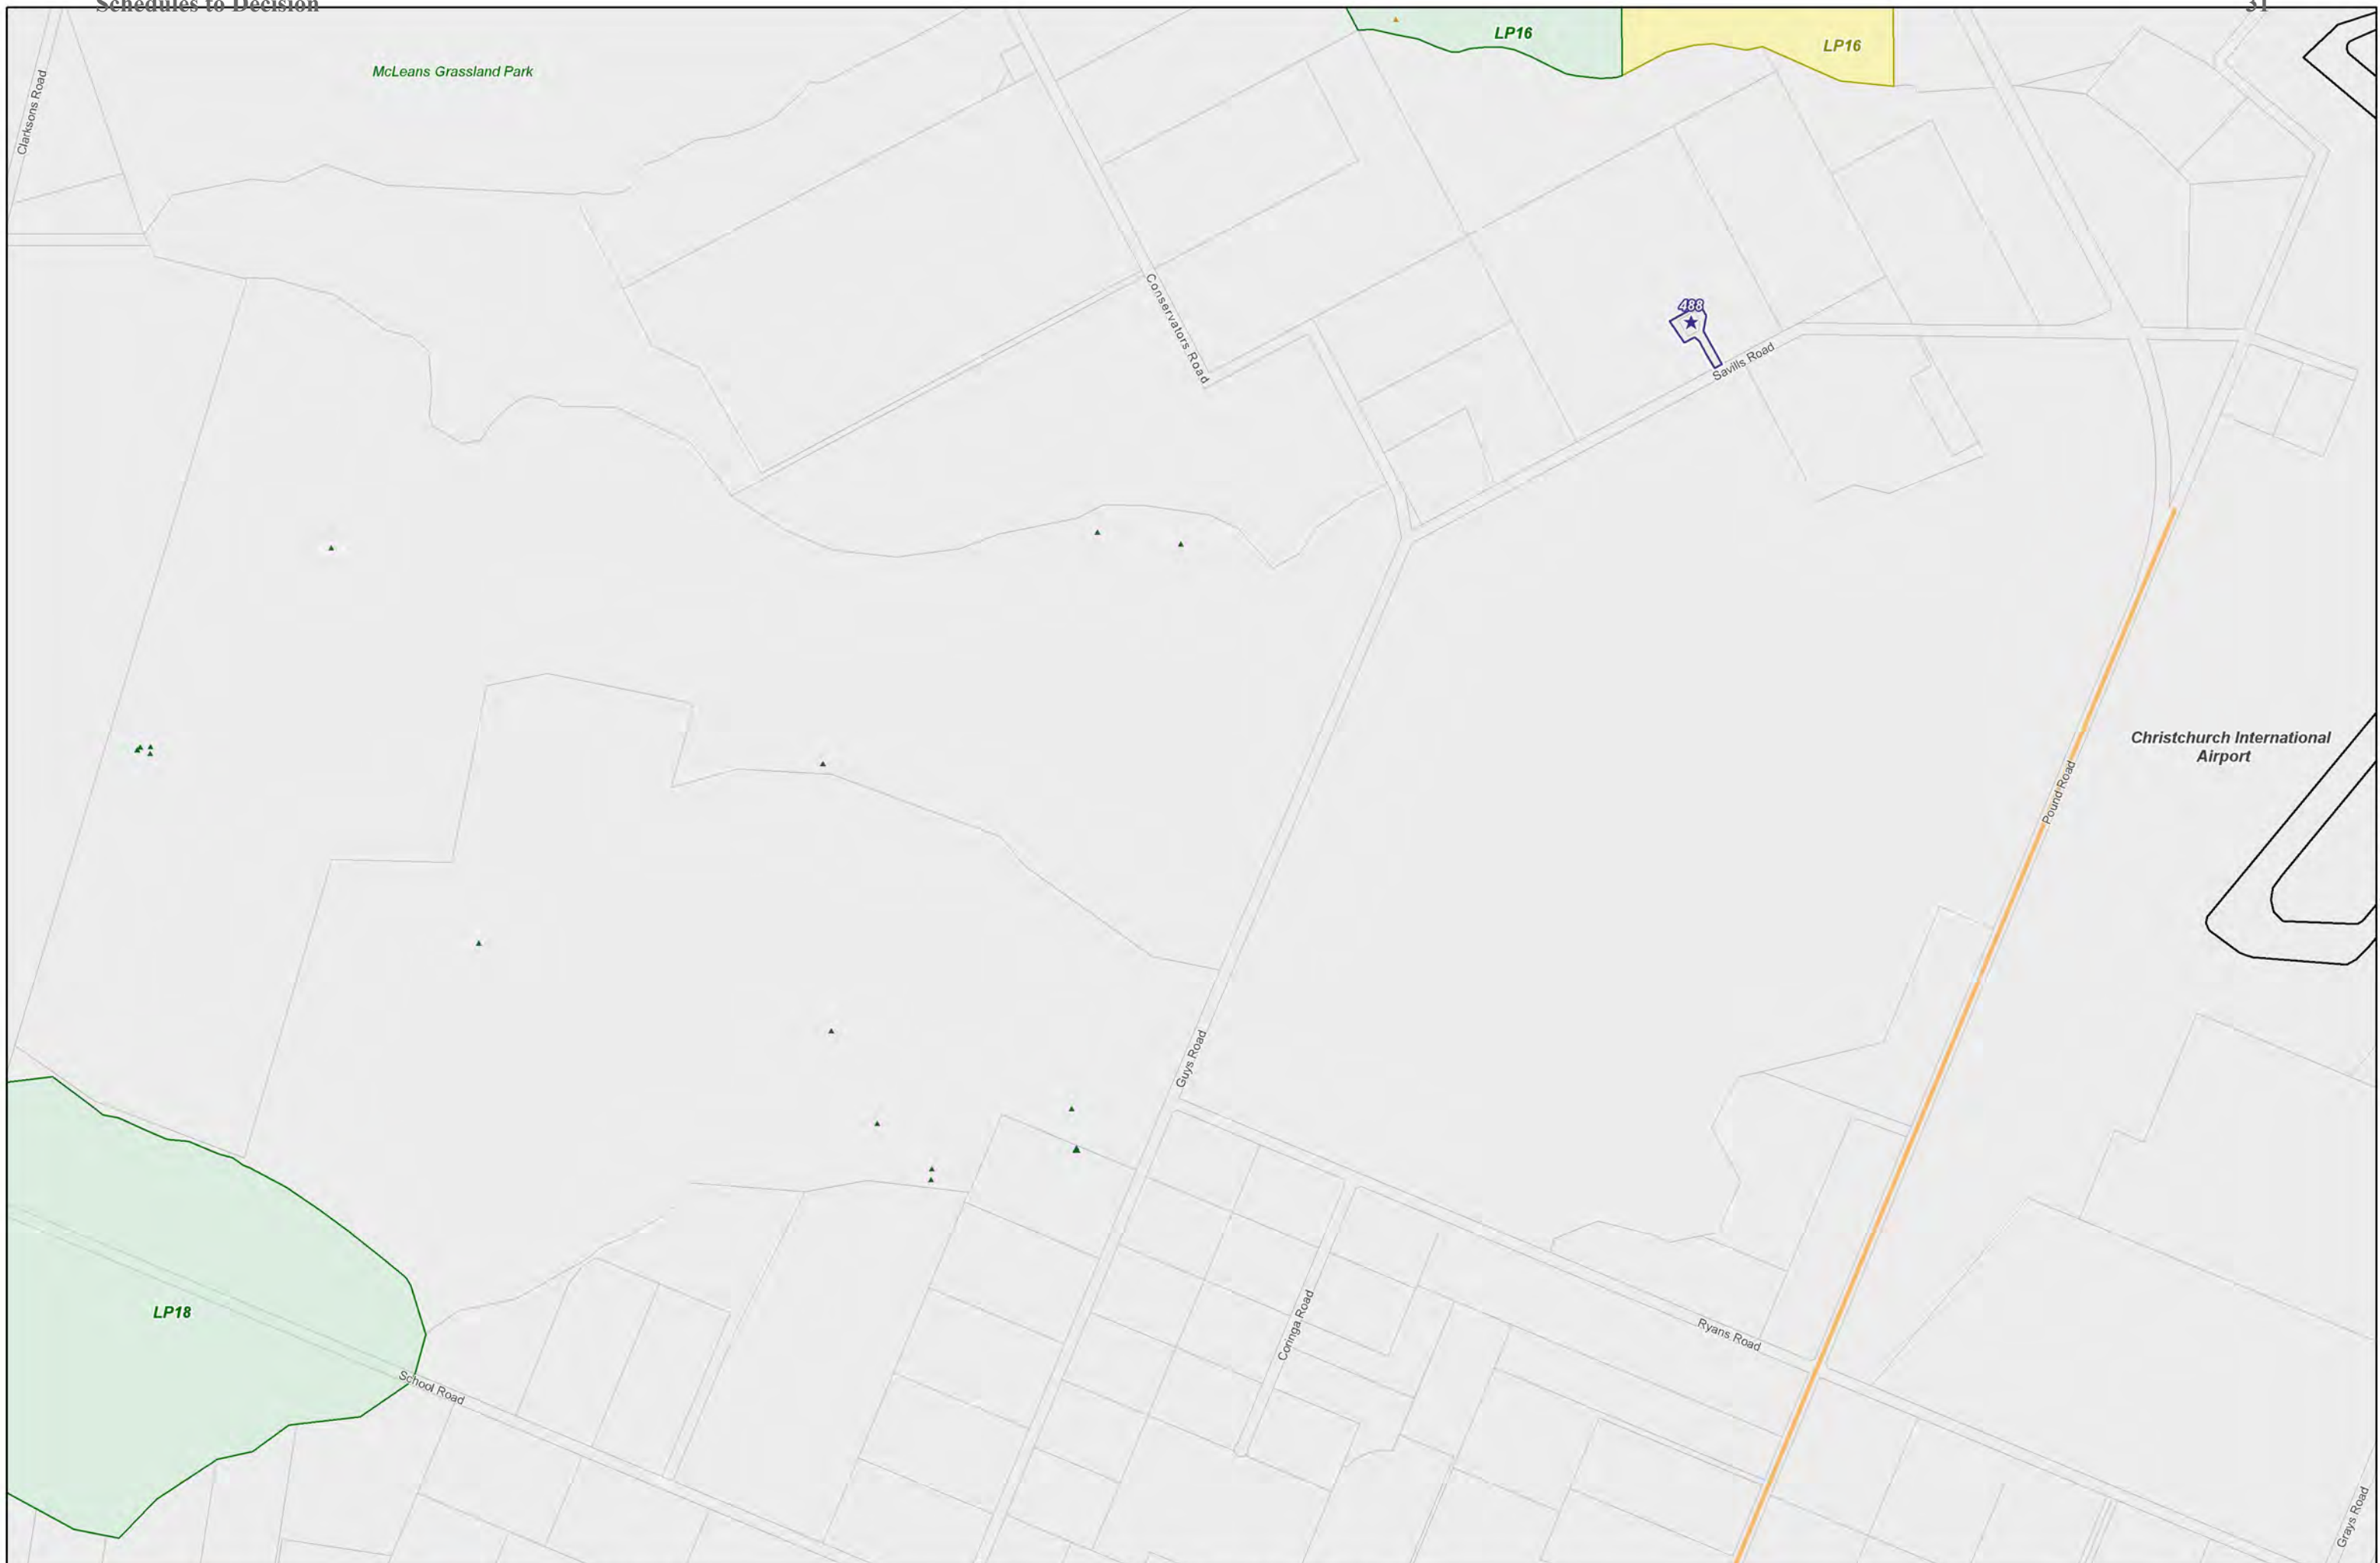 Schedules to Decision
31
LP16
LP16
McLeans Grassland Park
Clarksons Road
Conservators Road
488
Savills Road
Christchurch International
Airport
Pound Road
Guys Road
LP18
Coringa Road
Ryans Road
School Road
Grays Road